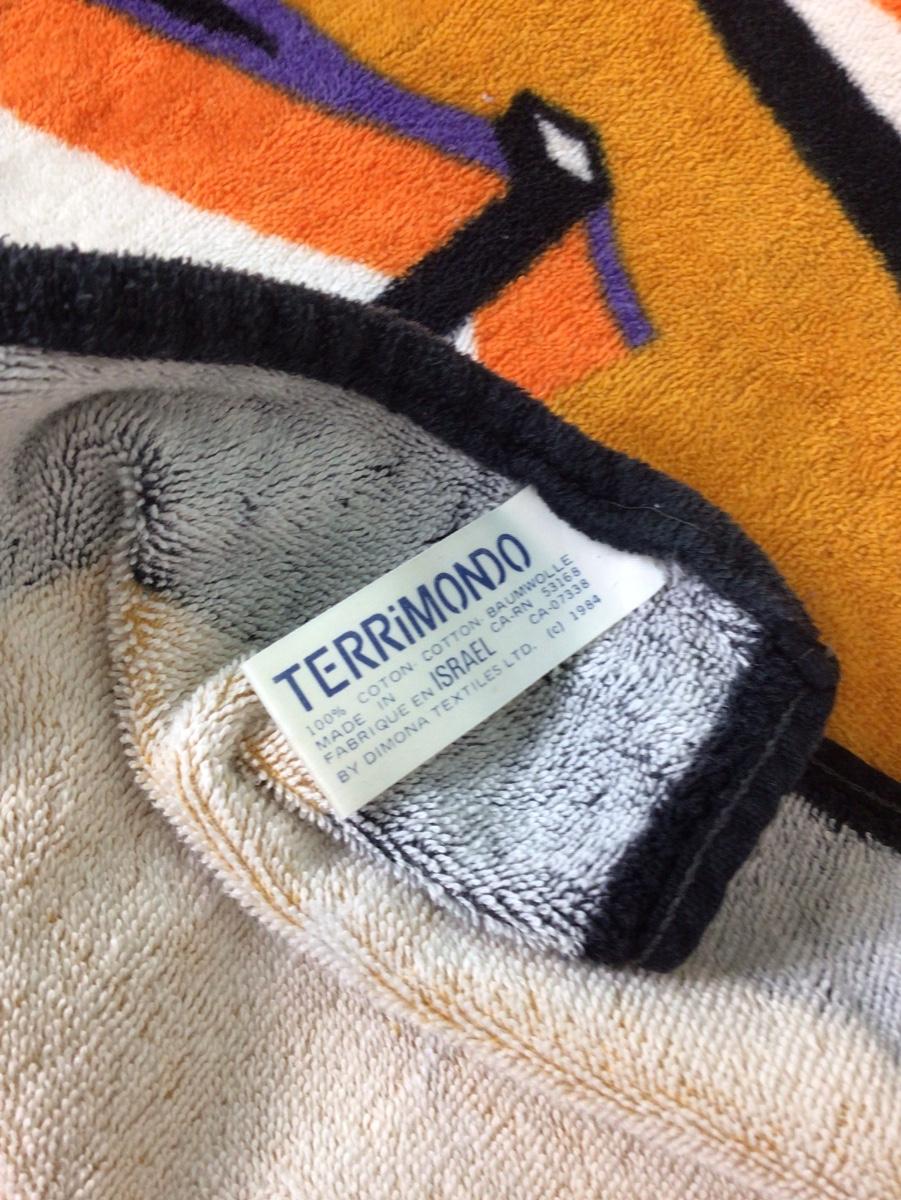 TERRiMONDO
100% COTON· COTTON· BAUMWOLLE
MADE IN ISRAEL CA-RN 53168
FABRIQUE EN CA-07338
BY DIMONA TEXTILES LTD. (c) 1984